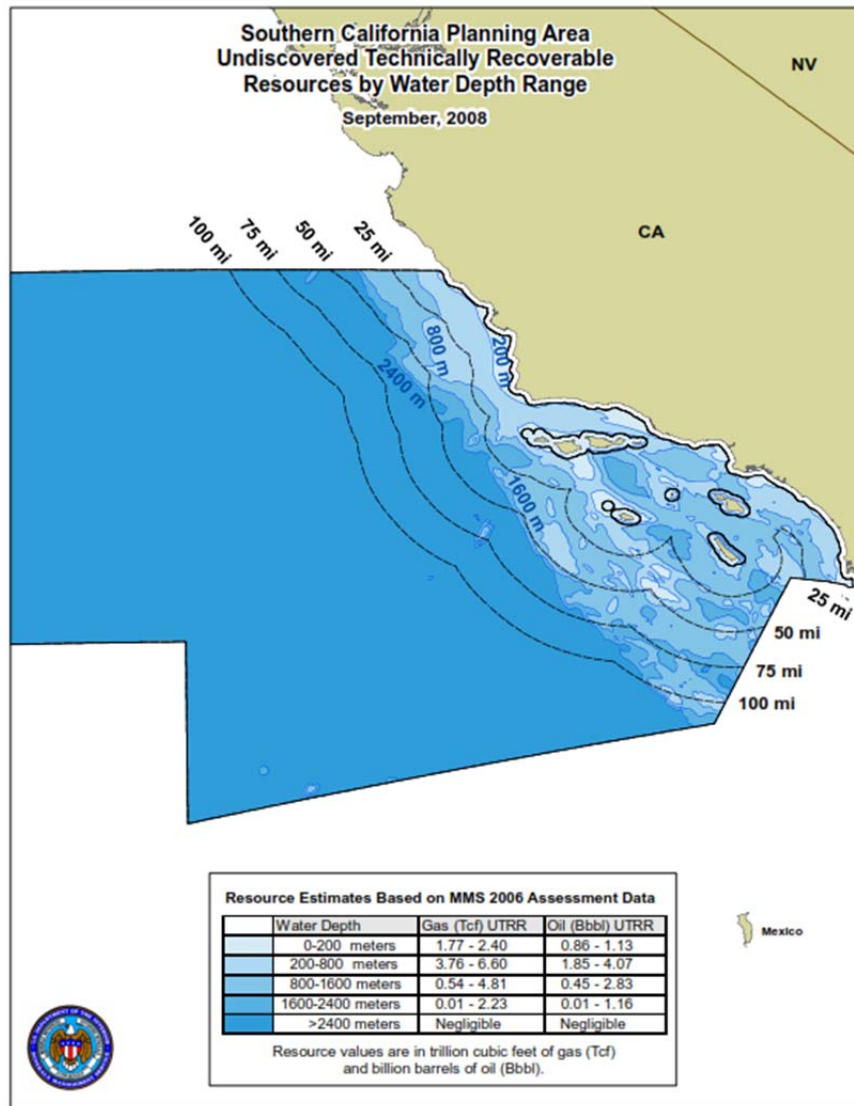 Southern California Planning Area
Undiscovered Technically Recoverable
Resources by Water Depth Range
September, 2008
NV
CA
100 mi
75 mi
50 mi
25 mi
800 m
200 m
2400 m
1600 m
25 mi
50 mi
75 mi
100 mi
Resource Estimates Based on MMS 2006 Assessment Data
Water Depth Gas (Tcf) UTRR Oil (Bbbl) UTRR
0-200 meters 1.77 - 2.40 0.86 - 1.13
200-800 meters 3.76 - 6.60 1.85 - 4.07
800-1600 meters 0.54 - 4.81 0.45 - 2.83
1600-2400 meters 0.01 - 2.23 0.01 - 1.16
>2400 meters Negligible Negligible
Resource values are in trillion cubic feet of gas (Tcf)
and billion barrels of oil (Bbbl).
Mexico